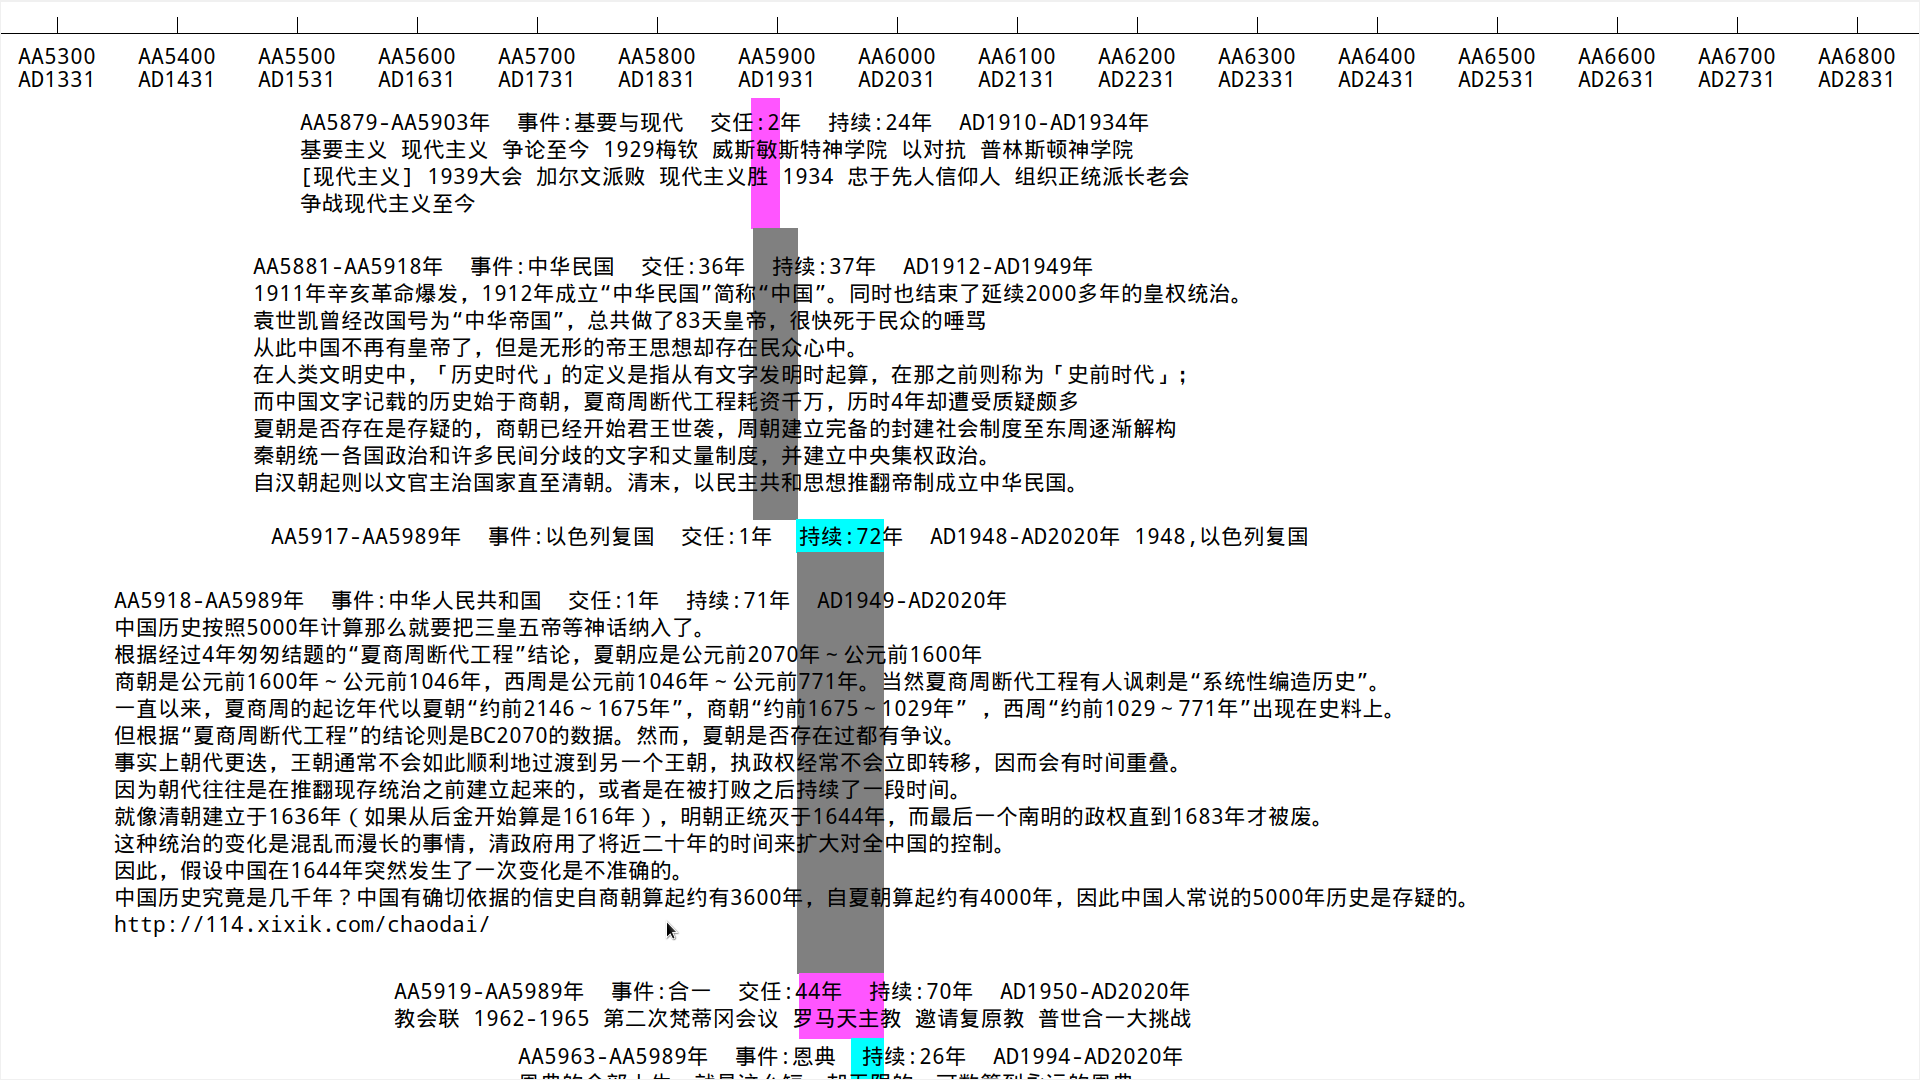 AA5300 AA5400 AA5500 AA5600 AA5700 AA5800 AA5900 AA6000 AA6100 AA6200 AA6300 AA6400 AA6500 AA6600 AA6700 AA6800
AD1331 AD1431 AD1531 AD1631 AD1731 AD1831 AD1931 AD2031 AD2131 AD2231 AD2331 AD2431 AD2531 AD2631 AD2731 AD2831
AA5879-AA5903年 事件:基要与现代 交任:2年 持续:24年 AD1910-AD1934年
基要主义 现代主义 争论至今 1929梅钦 威斯敏斯特神学院 以对抗 普林斯顿神学院
[现代主义] 1939大会 加尔文派败 现代主义胜 1934 忠于先人信仰人 组织正统派长老会
争战现代主义至今
AA5881-AA5918年 事件:中华民国 交任:36年 持续:37年 AD1912-AD1949年
1911年辛亥革命爆发，1912年成立“中华民国”简称“中国”。同时也结束了延续2000多年的皇权统治。
袁世凯曾经改国号为“中华帝国”，总共做了83天皇帝，很快死于民众的唾骂
从此中国不再有皇帝了，但是无形的帝王思想却存在民众心中。
在人类文明史中，「历史时代」的定义是指从有文字发明时起算，在那之前则称为「史前时代」；
而中国文字记载的历史始于商朝，夏商周断代工程耗资千万，历时4年却遭受质疑颇多
夏朝是否存在是存疑的，商朝已经开始君王世袭，周朝建立完备的封建社会制度至东周逐渐解构
秦朝统一各国政治和许多民间分歧的文字和丈量制度，并建立中央集权政治。
自汉朝起则以文官主治国家直至清朝。清末，以民主共和思想推翻帝制成立中华民国。
AA5917-AA5989年 事件:以色列复国 交任:1年 持续:72年 AD1948-AD2020年 1948,以色列复国
AA5918-AA5989年 事件:中华人民共和国 交任:1年 持续:71年 AD1949-AD2020年
中国历史按照5000年计算那么就要把三皇五帝等神话纳入了。
根据经过4年匆匆结题的“夏商周断代工程”结论，夏朝应是公元前2070年～公元前1600年
商朝是公元前1600年～公元前1046年，西周是公元前1046年～公元前771年。当然夏商周断代工程有人讽刺是“系统性编造历史”。
一直以来，夏商周的起讫年代以夏朝“约前2146～1675年”，商朝“约前1675～1029年” ，西周“约前1029～771年”出现在史料上。
但根据“夏商周断代工程”的结论则是BC2070的数据。然而，夏朝是否存在过都有争议。
事实上朝代更迭，王朝通常不会如此顺利地过渡到另一个王朝，执政权经常不会立即转移，因而会有时间重叠。
因为朝代往往是在推翻现存统治之前建立起来的，或者是在被打败之后持续了一段时间。
就像清朝建立于1636年（如果从后金开始算是1616年），明朝正统灭于1644年，而最后一个南明的政权直到1683年才被废。
这种统治的变化是混乱而漫长的事情，清政府用了将近二十年的时间来扩大对全中国的控制。
因此，假设中国在1644年突然发生了一次变化是不准确的。
中国历史究竟是几千年？中国有确切依据的信史自商朝算起约有3600年，自夏朝算起约有4000年，因此中国人常说的5000年历史是存疑的。
http://114.xixik.com/chaodai/
AA5919-AA5989年 事件:合一 交任:44年 持续:70年 AD1950-AD2020年
教会联 1962-1965 第二次梵蒂冈会议 罗马天主教 邀请复原教 普世合一大挑战
AA5963-AA5989年 事件:恩典 持续:26年 AD1994-AD2020年